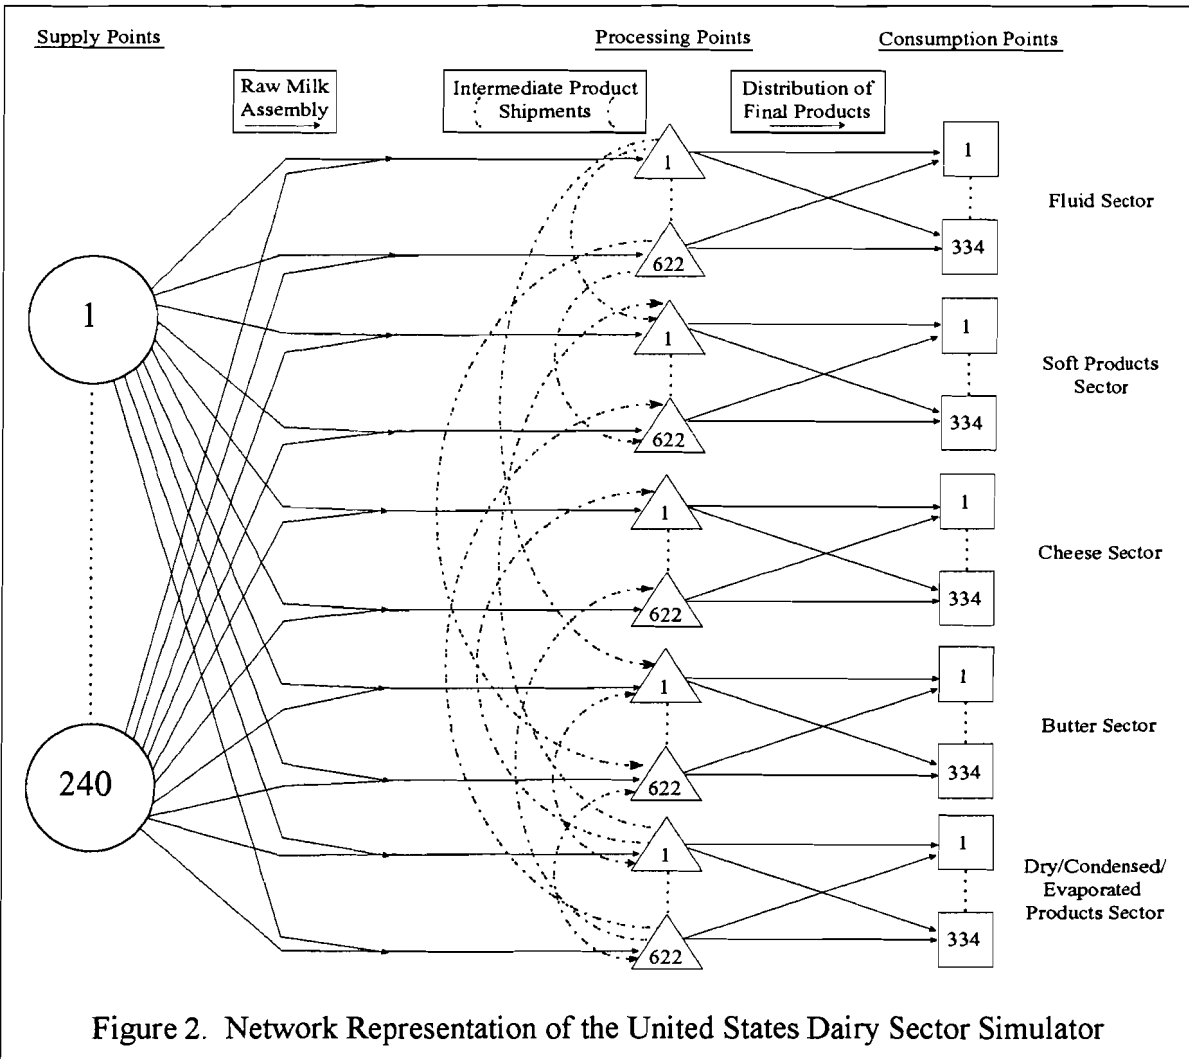 Supply Points
Processing Points
Consumption Points
Raw Milk
Assembly
Intermediate Product
Shipments
Distribution of
Final Products
1
1
Fluid Sector
622
334
1
1
1
Soft Products
Sector
622
334
1
1
Cheese Sector
622
334
1
1
Butter Sector
240
622
334
1
1
Dry/Condensed/
Evaporated
Products Sector
622
334
Figure 2. Network Representation of the United States Dairy Sector Simulator